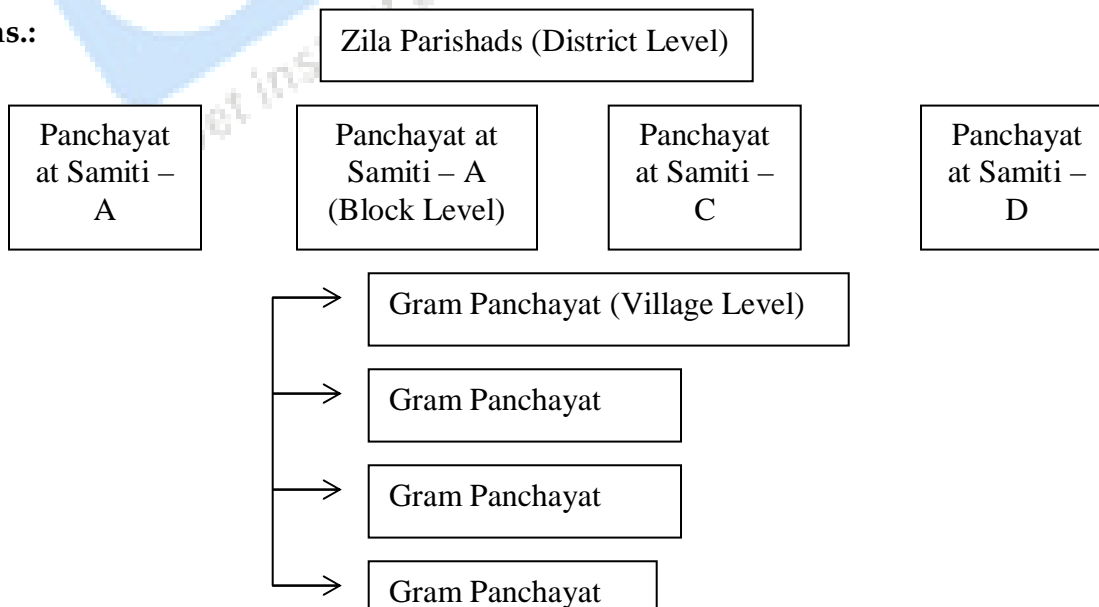 ns.:
Zila Parishads (District Level)
Panchayat
at Samiti –
A
Panchayat at
Samiti – A
(Block Level)
Panchayat
at Samiti –
C
Panchayat
at Samiti –
D
Gram Panchayat (Village Level)
Gram Panchayat
Gram Panchayat
Gram Panchayat